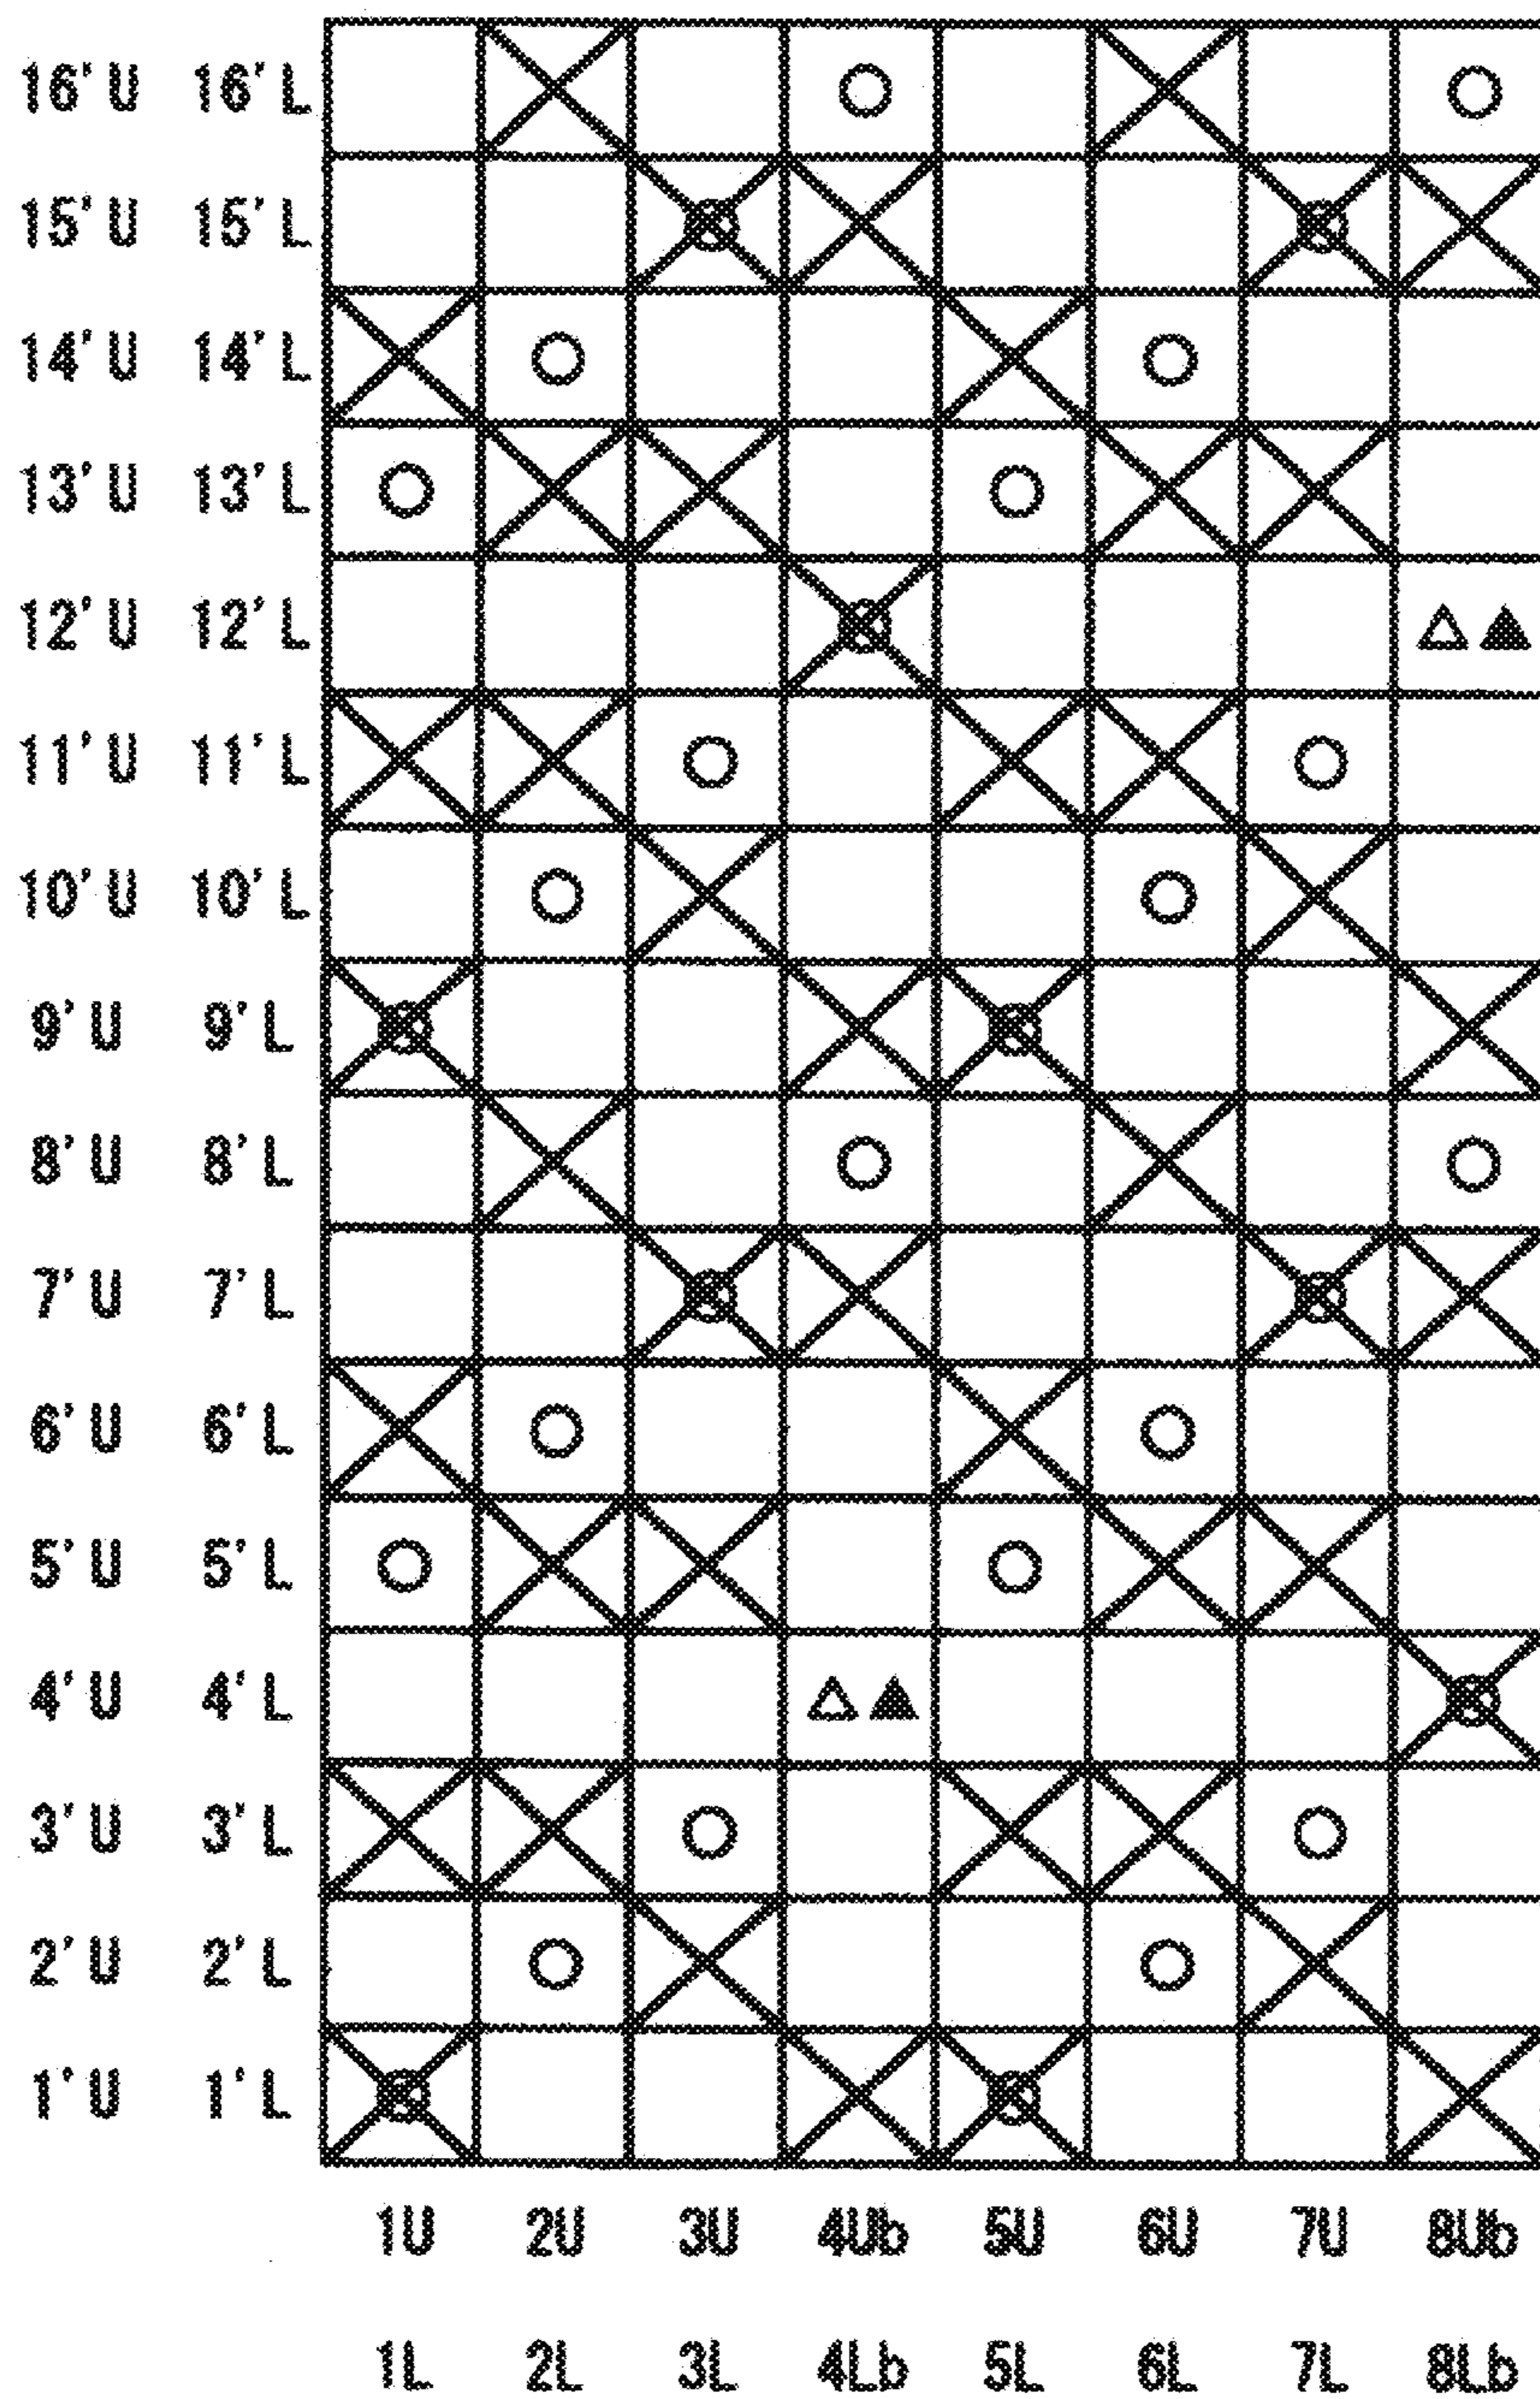 16'U 16'L
15'U 15'L
14'U 14'L
13'U 13'L
12'U 12'L
11'U 11'L
10'U 10'L
9'U 9'L
8'U 8'L
7'U 7'L
6'U 6'L
5'U 5'L
4'U 4'L
3'U 3'L
2'U 2'L
1'U 1'L
1U 2U 3U 4Ub 5U 6U 7U 8Ub
1L 2L 3L 4Lb 5L 6L 7L 8Lb